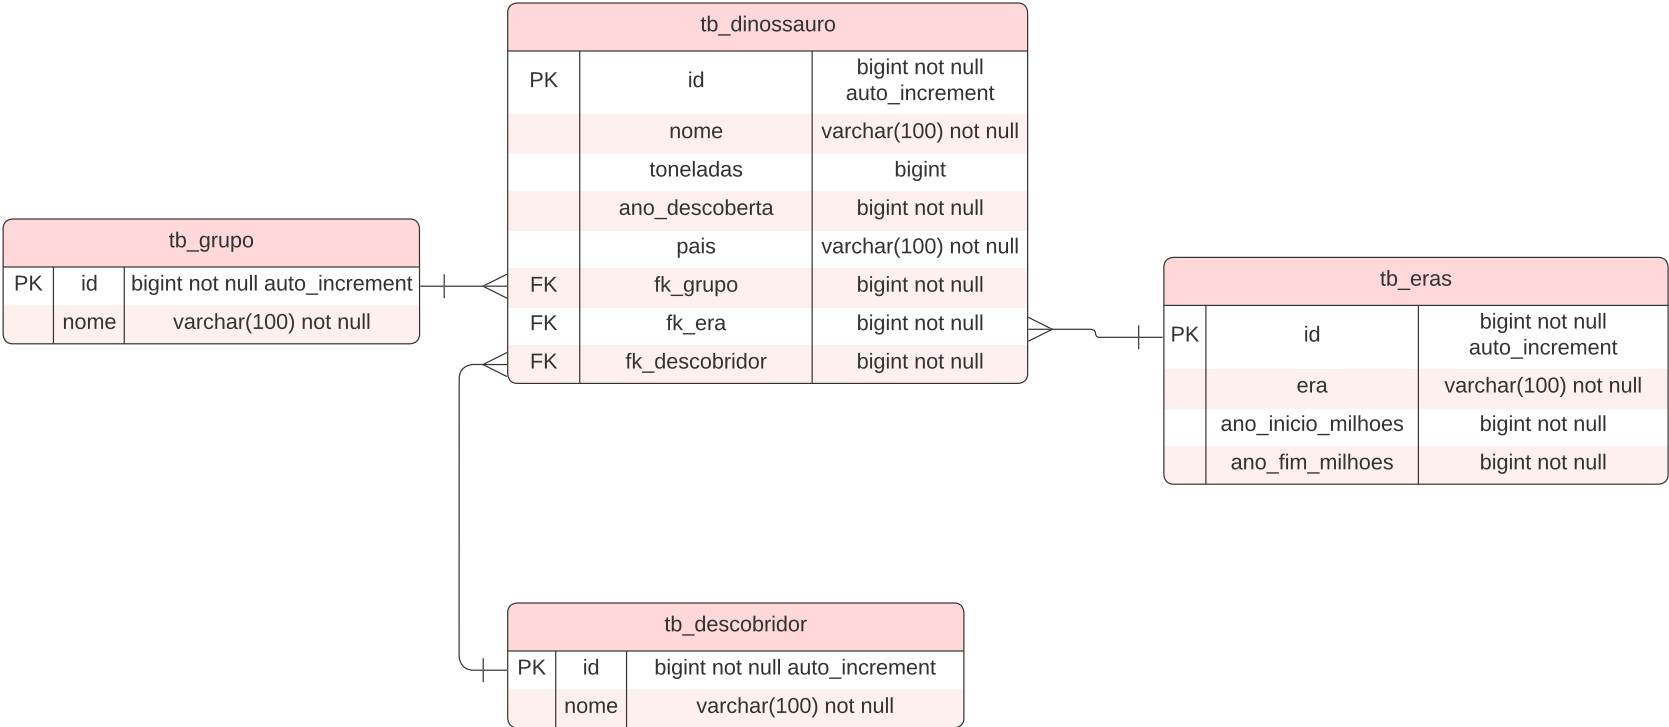 tb_dinossauro
PK id bigint not null
auto_increment
nome varchar(100) not null
toneladas bigint
ano_descoberta bigint not null
pais varchar(100) not null
FK fk_grupo bigint not null
FK fk_era bigint not null
FK fk_descobridor bigint not null
tb_grupo
PK id bigint not null auto_increment
nome varchar(100) not null
tb_eras
PK id bigint not null
auto_increment
era varchar(100) not null
ano_inicio_milhoes bigint not null
ano_fim_milhoes bigint not null
tb_descobridor
PK id bigint not null auto_increment
nome varchar(100) not null